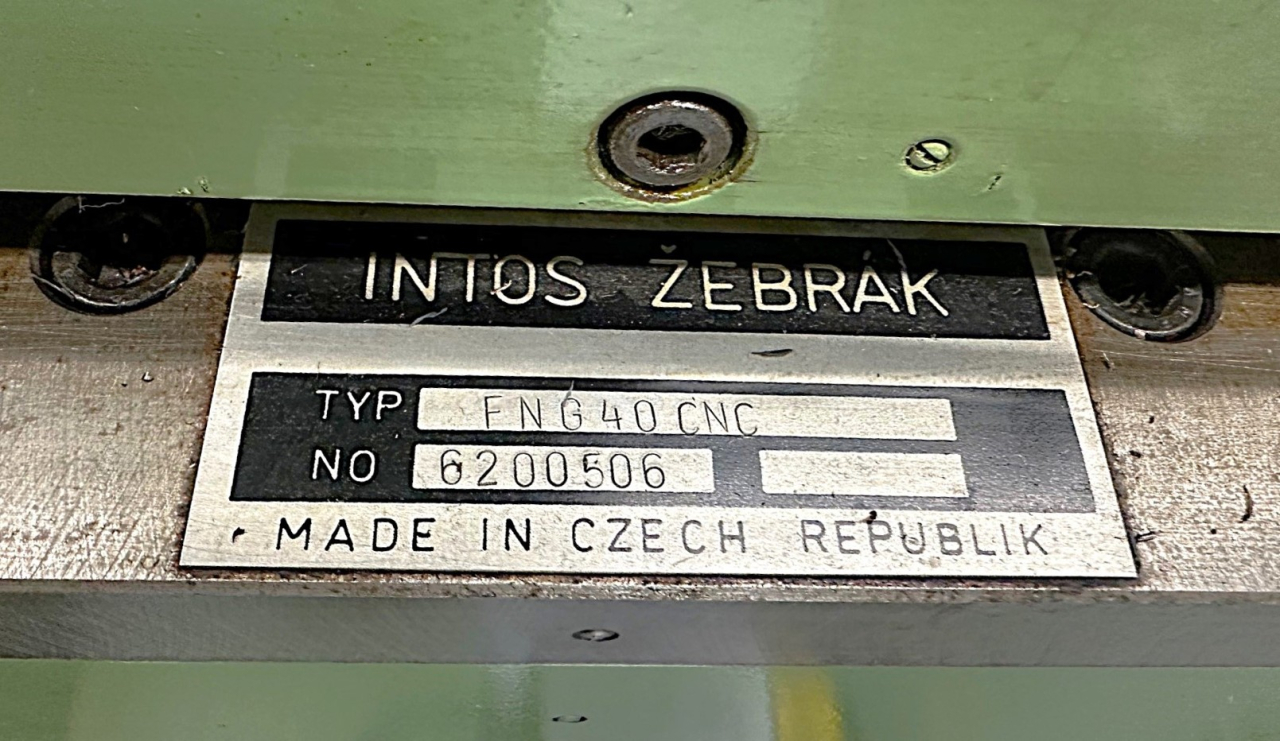 INTOS ŽEBRÁK
TYP FNG 40 CNC
NO 6200506
MADE IN CZECH REPUBLIK